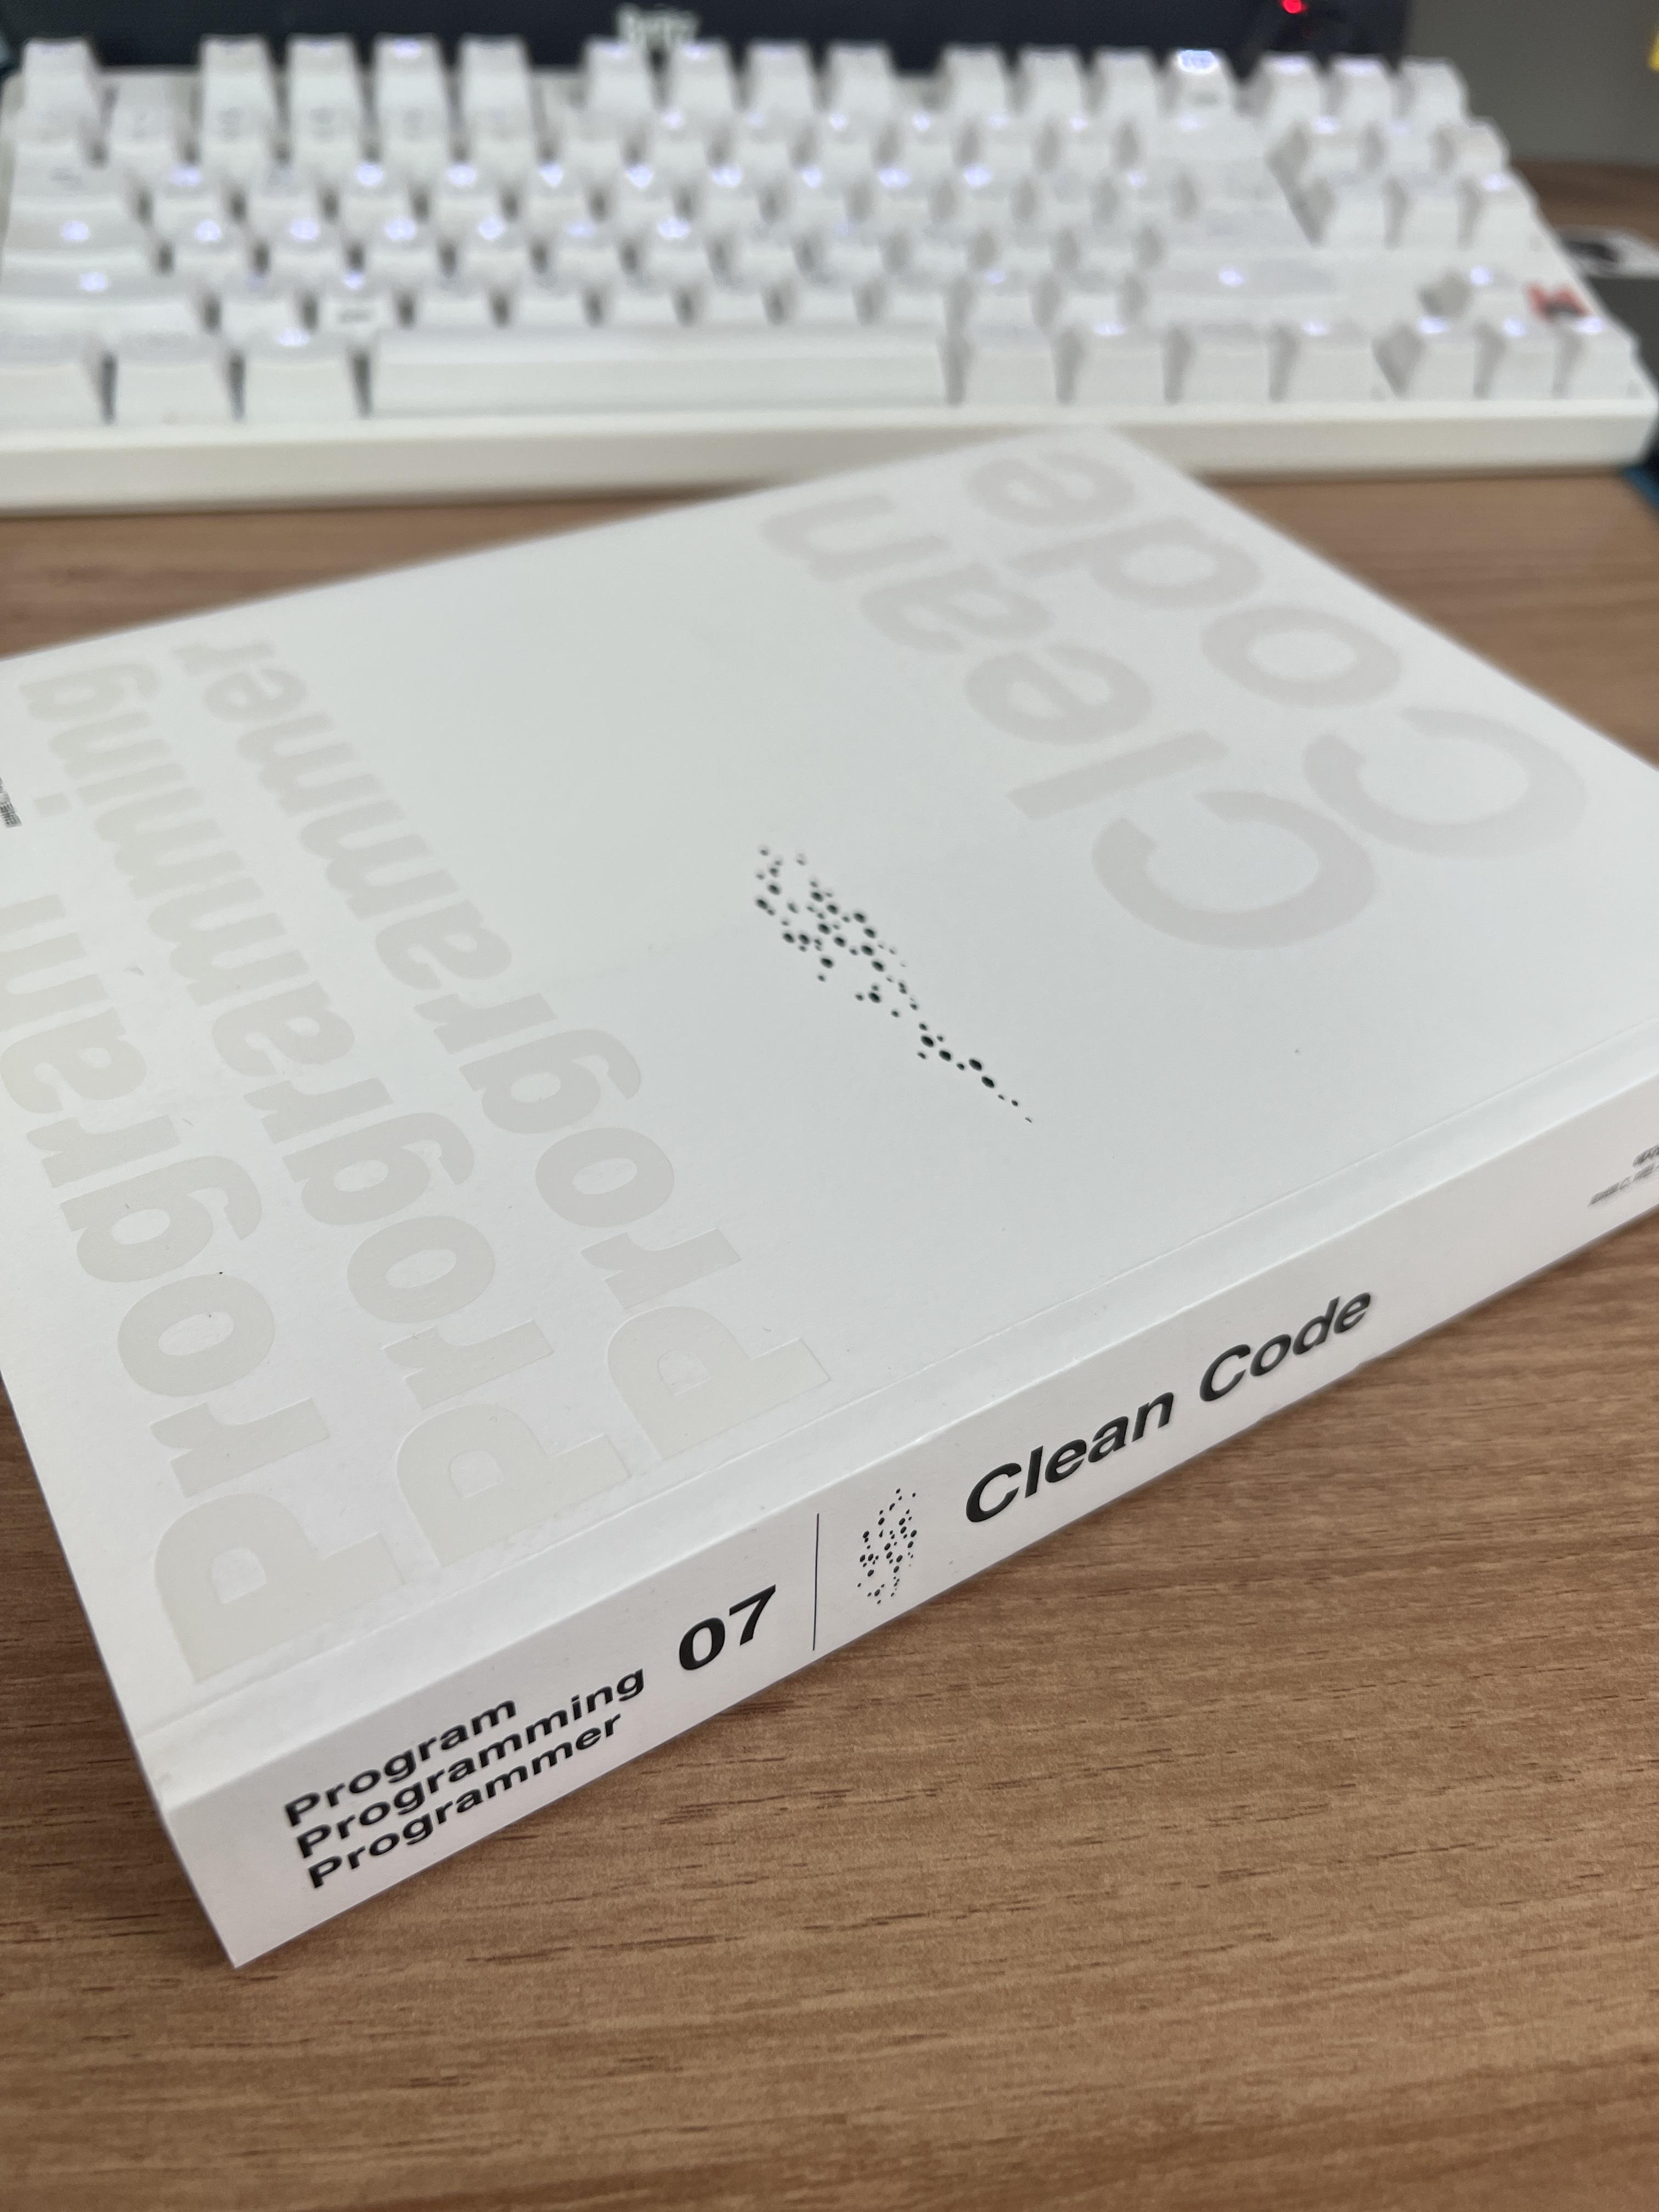 Clean
Code
Program
Programming
Programmer
Program
Programming
Programmer
07
Clean Code